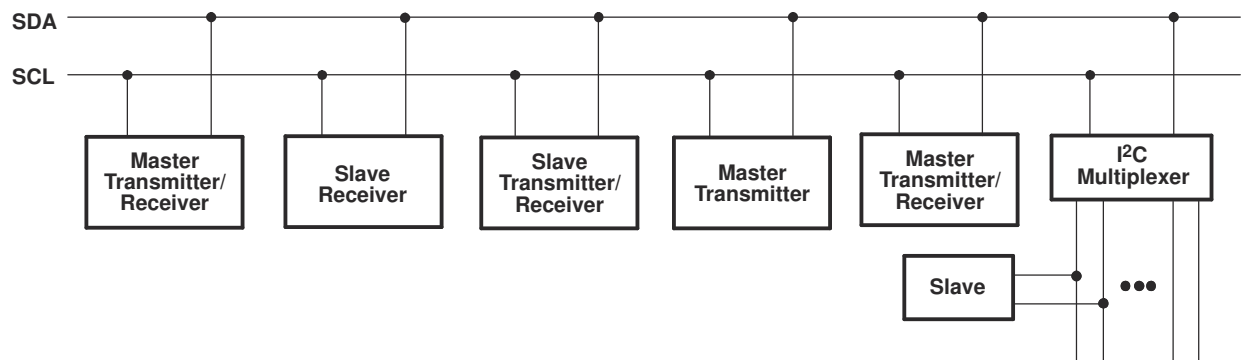 SDA
SCL
Master
Transmitter/
Receiver
Slave
Receiver
Slave
Transmitter/
Receiver
Master
Transmitter
Master
Transmitter/
Receiver
I²C
Multiplexer
Slave